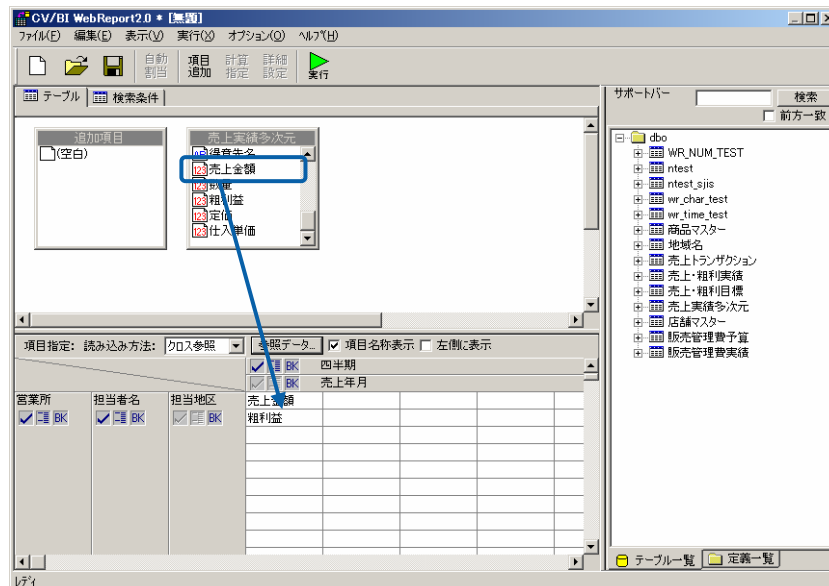 CV/BI WebReport2.0 * [無題]
ファイル(F) 編集(E) 表示(V) 実行(X) オプション(O) ヘルプ(H)
自動割当 項目追加 計算指定 詳細設定 実行
テーブル 検索条件
追加項目
(空白)
売上実績多次元
得意先名
売上金額
数量
粗利益
定価
仕入単価
項目指定: 読み込み方法: クロス参照 参照データ... 項目名称表示 左側に表示
BK 四半期
BK 売上年月
営業所 担当者名 担当地区 売上金額
BK BK BK 粗利益
サポートバー 検索
前方一致
dbo
WR_NUM_TEST
ntest
ntest_sjis
wr_char_test
wr_time_test
商品マスター
地域名
売上トランザクション
売上・粗利実績
売上・粗利目標
売上実績多次元
店舗マスター
販売管理費予算
販売管理費実績
テーブル一覧 定義一覧
レディ